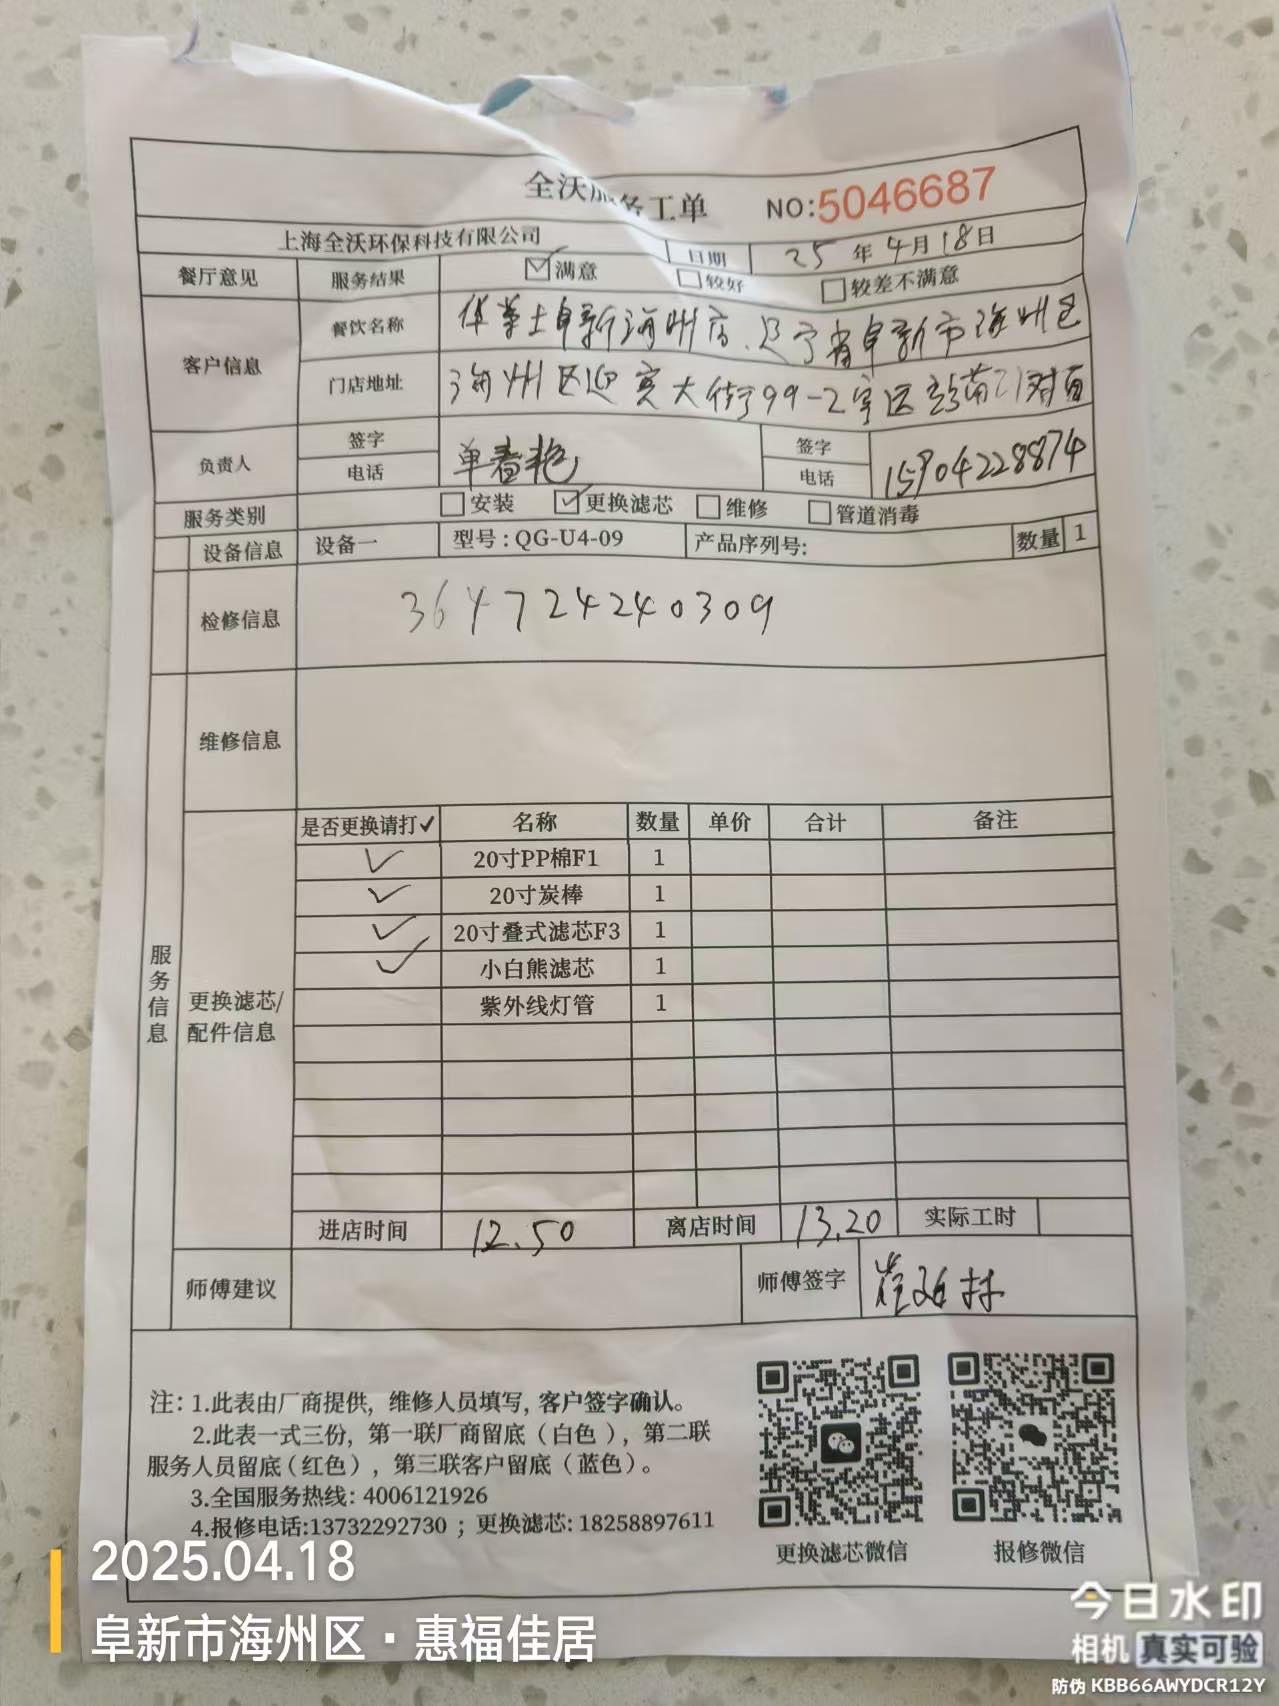 全沃服务工单 NO:5046687
上海全沃环保科技有限公司 日期 25年4月18日
餐厅意见 服务结果 满意 较好 较差不满意
客户信息 餐饮名称 华莱士阜新海州店、辽宁省阜新市海州区
门店地址 海州区迎宾大街99-2宇运对面
负责人 签字 电话 单春艳 签字 电话 15904228874
服务类别 安装 更换滤芯 维修 管道消毒
设备信息 设备一 型号:QG-U4-09 产品序列号: 数量 1
检修信息 364724240309
维修信息
服务信息
更换滤芯/
配件信息
是否更换请打✓ 名称 数量 单价 合计 备注
✓ 20寸PP棉F1 1
✓ 20寸炭棒 1
✓ 20寸叠式滤芯F3 1
✓ 小白熊滤芯 1
紫外线灯管 1
进店时间 12.50 离店时间 13.20 实际工时
师傅建议 师傅签字
注: 1.此表由厂商提供, 维修人员填写, 客户签字确认。
2.此表一式三份, 第一联厂商留底(白色), 第二联
服务人员留底(红色), 第三联客户留底(蓝色)。
3.全国服务热线: 4006121926
4.报修电话:13732292730 ; 更换滤芯: 18258897611
更换滤芯微信 报修微信
2025.04.18
阜新市海州区·惠福佳居
今日水印
相机 真实可验
防伪 KBB66AWYDCR12Y